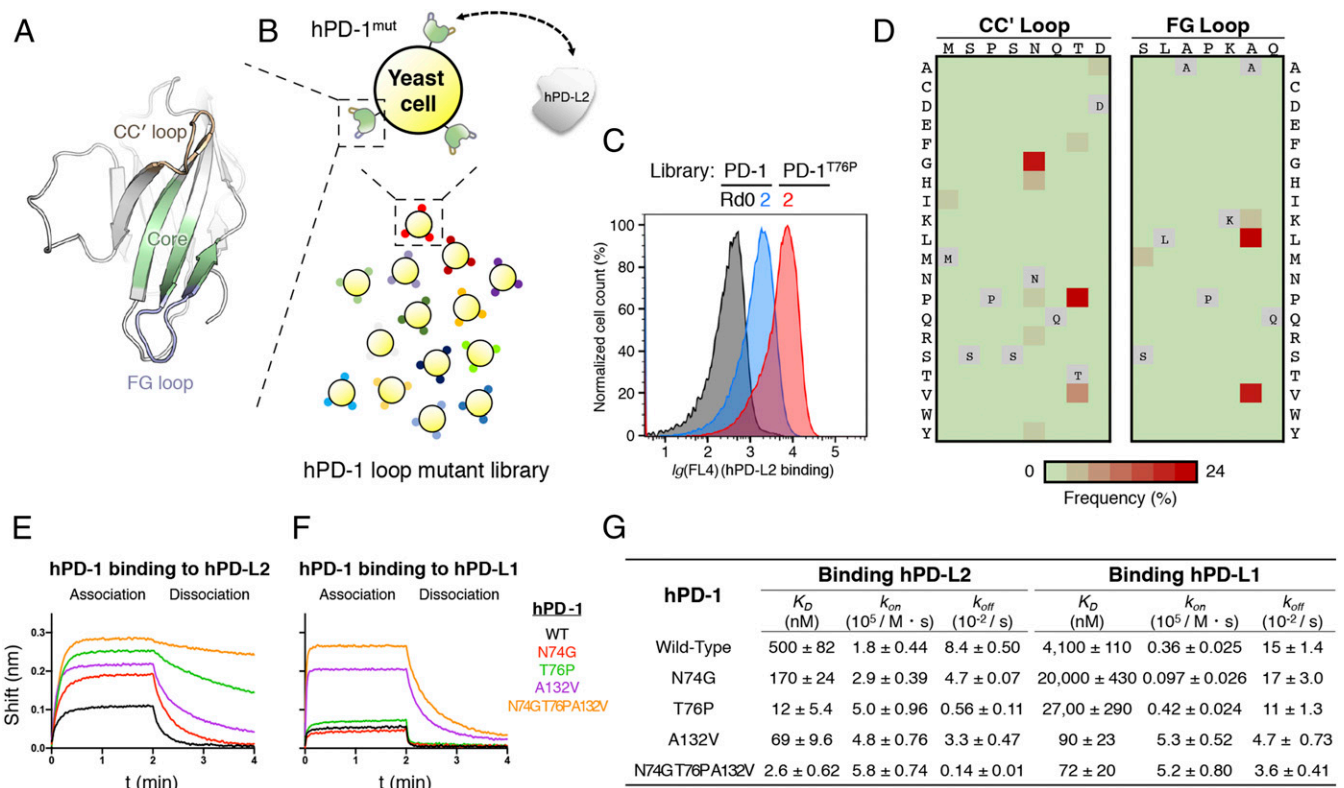 A
CC′ loop
Core
FG loop
B
hPD-1mut
Yeast
cell
hPD-L2
hPD-1 loop mutant library
C
Library: PD-1 PD-1T76P
Rd0 2 2
Normalized cell count (%)
100
80
60
40
20
0
1 2 3 4 5
lg(FL4) (hPD-L2 binding)
D
CC' Loop FG Loop
M S P S N Q T D S L A P K A Q
A A A A
C C
D D D
E E
F F
G G
H H
I I
K K K
L L L
M M M
N N N
P P P P
Q Q Q Q
R R
S S S S S
T T T
V V
W W
Y Y
0 24
Frequency (%)
E
hPD-1 binding to hPD-L2
Association Dissociation
Shift (nm)
0.3
0.2
0.1
0.0
0 1 2 3 4
t (min)
F
hPD-1 binding to hPD-L1
Association Dissociation
0 1 2 3 4
t (min)
hPD-1
WT
N74G
T76P
A132V
N74GT76PA132V
G
hPD-1 Binding hPD-L2 Binding hPD-L1
KD (nM) kon (10⁵ / M · s) koff (10⁻² / s) KD (nM) kon (10⁵ / M · s) koff (10⁻² / s)
Wild-Type 500 ± 82 1.8 ± 0.44 8.4 ± 0.50 4,100 ± 110 0.36 ± 0.025 15 ± 1.4
N74G 170 ± 24 2.9 ± 0.39 4.7 ± 0.07 20,000 ± 430 0.097 ± 0.026 17 ± 3.0
T76P 12 ± 5.4 5.0 ± 0.96 0.56 ± 0.11 27,00 ± 290 0.42 ± 0.024 11 ± 1.3
A132V 69 ± 9.6 4.8 ± 0.76 3.3 ± 0.47 90 ± 23 5.3 ± 0.52 4.7 ± 0.73
N74GT76PA132V 2.6 ± 0.62 5.8 ± 0.74 0.14 ± 0.01 72 ± 20 5.2 ± 0.80 3.6 ± 0.41